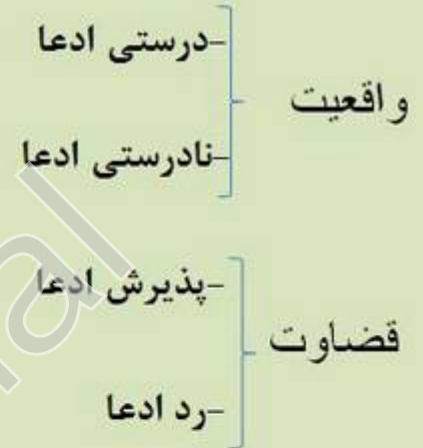 -درستی ادعا
واقعیت
-نادرستی ادعا
-پذیرش ادعا
قضاوت
-رد ادعا